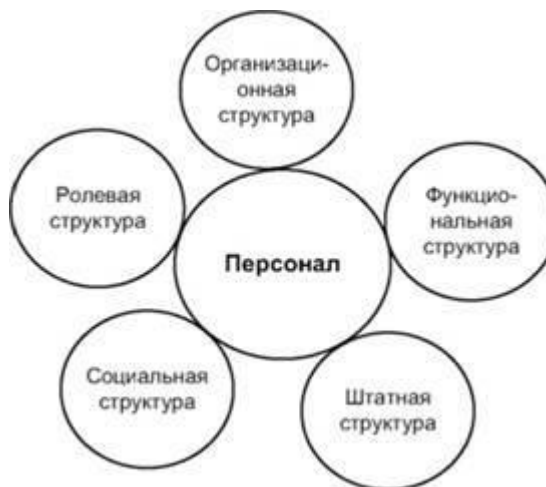 Организаци-
онная
структура
Ролевая
структура
Функцио-
нальная
структура
Персонал
Социальная
структура
Штатная
структура